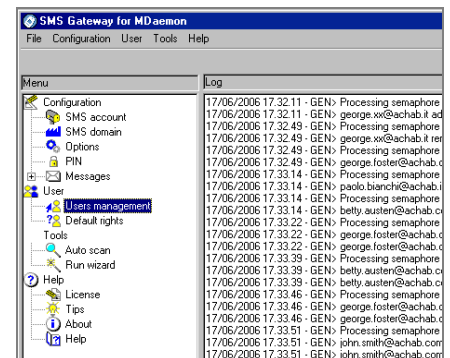 SMS Gateway for MDaemon
File Configuration User Tools Help
Menu
Configuration
SMS account
SMS domain
Options
PIN
Messages
User
Users management
Default rights
Tools
Auto scan
Run wizard
Help
License
Tips
About
Help
Log
17/06/2006 17.32.11 - GEN> Processing semaphore
17/06/2006 17.32.11 - GEN> george.xx@achab.it ad
17/06/2006 17.32.49 - GEN> Processing semaphore
17/06/2006 17.32.49 - GEN> george.xx@achab.it rer
17/06/2006 17.32.49 - GEN> Processing semaphore
17/06/2006 17.32.49 - GEN> george.foster@achab.c
17/06/2006 17.33.14 - GEN> Processing semaphore
17/06/2006 17.33.14 - GEN> paolo.bianchi@achab.i
17/06/2006 17.33.14 - GEN> Processing semaphore
17/06/2006 17.33.14 - GEN> betty.austen@achab.c
17/06/2006 17.33.22 - GEN> Processing semaphore
17/06/2006 17.33.22 - GEN> george.foster@achab.c
17/06/2006 17.33.22 - GEN> george.foster@achab.c
17/06/2006 17.33.39 - GEN> Processing semaphore
17/06/2006 17.33.39 - GEN> betty.austen@achab.c
17/06/2006 17.33.39 - GEN> betty.austen@achab.c
17/06/2006 17.33.46 - GEN> Processing semaphore
17/06/2006 17.33.46 - GEN> george.foster@achab.c
17/06/2006 17.33.46 - GEN> george.foster@achab.c
17/06/2006 17.33.51 - GEN> Processing semaphore
17/06/2006 17.33.51 - GEN> john.smith@achab.com
17/06/2006 17.33.51 - GEN> john.smith@achab.com